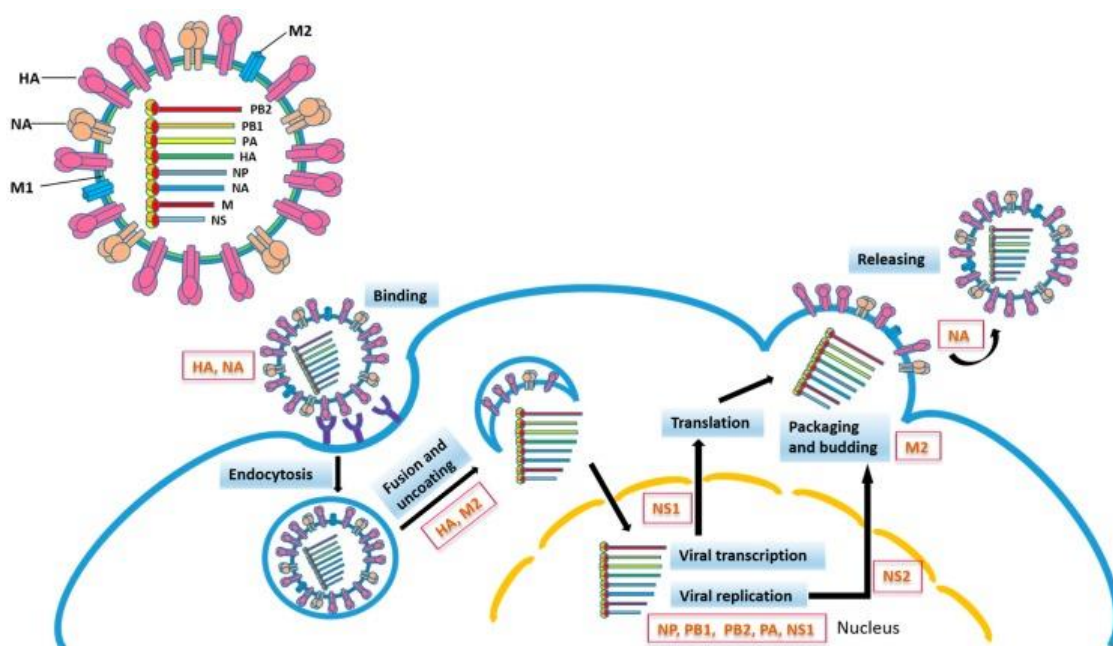 M2
HA
NA
M1
PB2
PB1
PA
HA
NP
NA
M
NS
Binding
HA, NA
Endocytosis
Fusion and
uncoating
HA, M2
NS1
Translation
Viral transcription
Viral replication
NP, PB1, PB2, PA, NS1
Nucleus
NS2
Packaging
and budding
M2
Releasing
NA